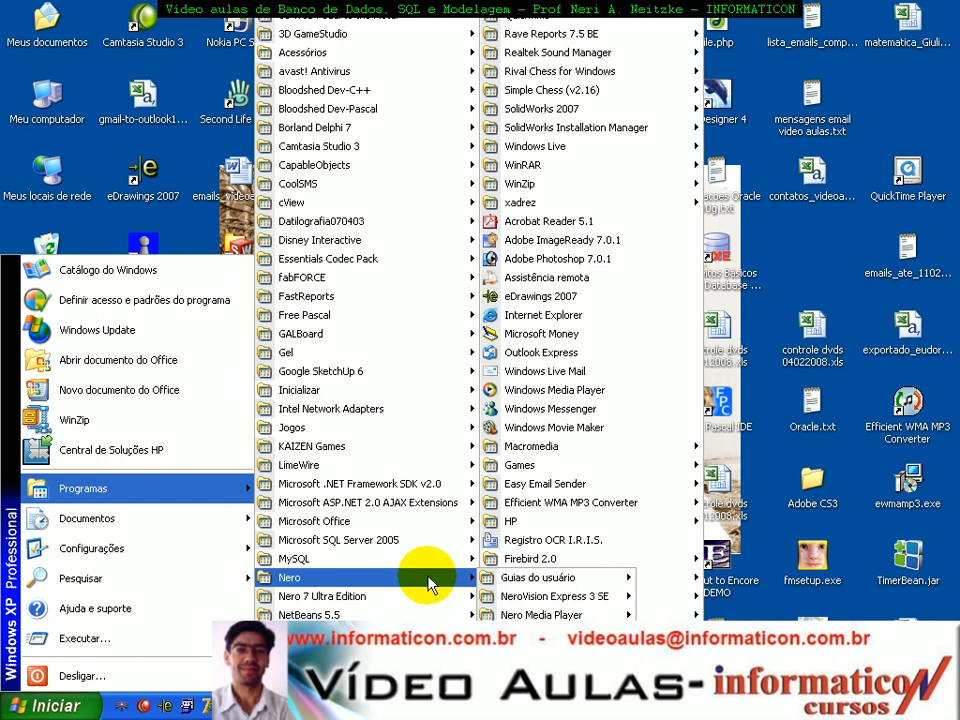 Video aulas de Banco de Dados, SQL e Modelagem - Prof Neri A. Neitzke - INFORMATICON
Meus documentos
Camtasia Studio 3
Nokia PC S
file.php
lista_emails_comp...
matematica_Giuli...
Meu computador
gmail-to-outlook1...
Second Life
Designer 4
mensagens email
video aulas.txt
Meus locais de rede
eDrawings 2007
emails_videoa
contatos_videoa...
QuickTime Player
0g.txt
emails_ate_1102...
Database ...
controle dvds
04022008.xls
exportado_eudor...
Pascal IDE
Oracle.txt
Efficient WMA MP3
Converter
Adobe CS3
ewmamp3.exe
DEMO
fmsetup.exe
TimerBean.jar
Catálogo do Windows
Definir acesso e padrões do programa
Windows Update
Abrir documento do Office
Novo documento do Office
WinZip
Central de Soluções HP
Programas
Documentos
Configurações
Pesquisar
Ajuda e suporte
Executar...
Desligar...
Windows XP Professional
Iniciar
3D GameStudio
Acessórios
avast! Antivirus
Bloodshed Dev-C++
Bloodshed Dev-Pascal
Borland Delphi 7
Camtasia Studio 3
CapableObjects
CoolSMS
cView
Datilografia070403
Disney Interactive
Essentials Codec Pack
fabFORCE
FastReports
Free Pascal
GALBoard
Gel
Google SketchUp 6
Inicializar
Intel Network Adapters
Jogos
KAIZEN Games
LimeWire
Microsoft .NET Framework SDK v2.0
Microsoft ASP.NET 2.0 AJAX Extensions
Microsoft Office
Microsoft SQL Server 2005
MySQL
Nero
Nero 7 Ultra Edition
NetBeans 5.5
Rave Reports 7.5 BE
Realtek Sound Manager
Rival Chess for Windows
Simple Chess (v2.16)
SolidWorks 2007
SolidWorks Installation Manager
Windows Live
WinRAR
WinZip
xadrez
Acrobat Reader 5.1
Adobe ImageReady 7.0.1
Adobe Photoshop 7.0.1
Assistência remota
eDrawings 2007
Internet Explorer
Microsoft Money
Outlook Express
Windows Live Mail
Windows Media Player
Windows Messenger
Windows Movie Maker
Macromedia
Games
Easy Email Sender
Efficient WMA MP3 Converter
HP
Registro OCR I.R.I.S.
Firebird 2.0
Guias do usuário
NeroVision Express 3 SE
Nero Media Player
www.informaticon.com.br - videoaulas@informaticon.com.br
VÍDEO AULAS- informaticoN
cursos